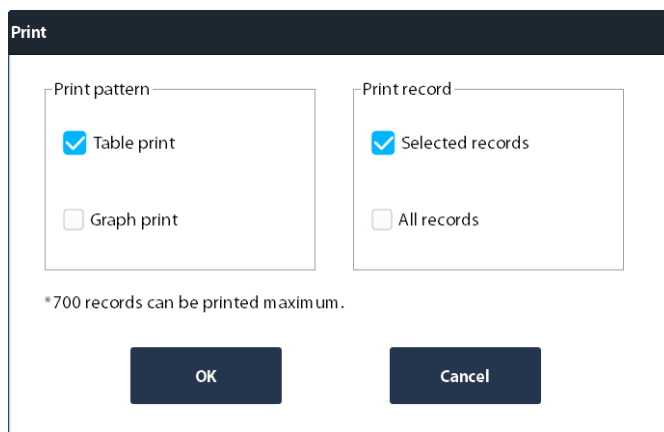 Print
Print pattern
Table print
Graph print
Print record
Selected records
All records
*700 records can be printed maximum.
OK
Cancel